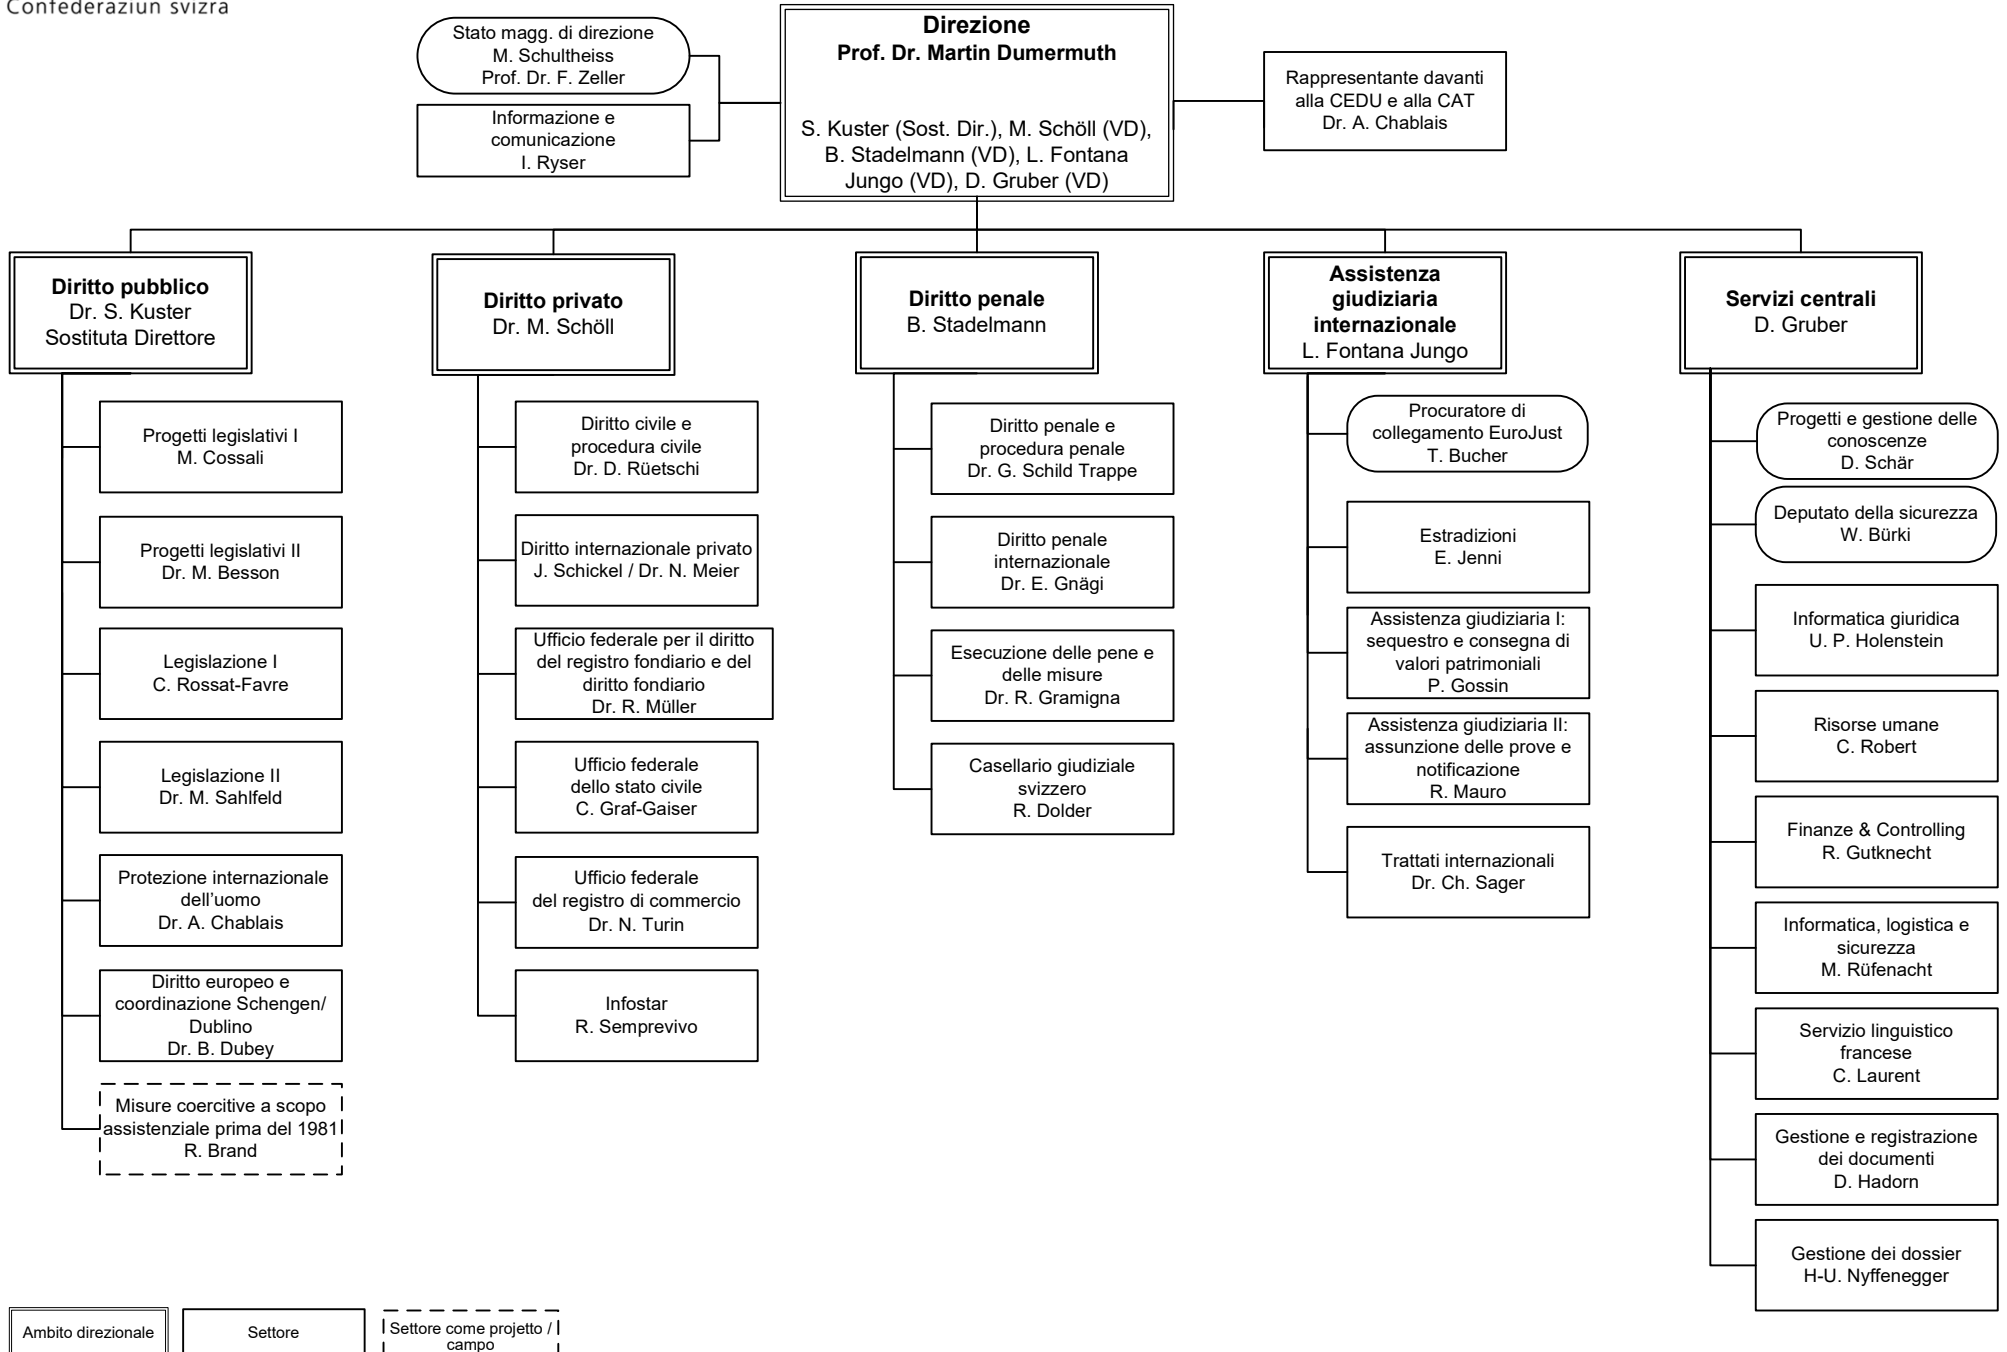 Confederaziun svizra
Stato magg. di direzione
M. Schultheiss
Prof. Dr. F. Zeller
Informazione e
comunicazione
I. Ryser
Direzione
Prof. Dr. Martin Dumermuth
S. Kuster (Sost. Dir.), M. Schöll (VD),
B. Stadelmann (VD), L. Fontana
Jungo (VD), D. Gruber (VD)
Rappresentante davanti
alla CEDU e alla CAT
Dr. A. Chablais
Diritto pubblico
Dr. S. Kuster
Sostituta Direttore
Progetti legislativi I
M. Cossali
Progetti legislativi II
Dr. M. Besson
Legislazione I
C. Rossat-Favre
Legislazione II
Dr. M. Sahlfeld
Protezione internazionale
dell'uomo
Dr. A. Chablais
Diritto europeo e
coordinazione Schengen/
Dublino
Dr. B. Dubey
Misure coercitive a scopo
assistenziale prima del 1981
R. Brand
Diritto privato
Dr. M. Schöll
Diritto civile e
procedura civile
Dr. D. Rüetschi
Diritto internazionale privato
J. Schickel / Dr. N. Meier
Ufficio federale per il diritto
del registro fondiario e del
diritto fondiario
Dr. R. Müller
Ufficio federale
dello stato civile
C. Graf-Gaiser
Ufficio federale
del registro di commercio
Dr. N. Turin
Infostar
R. Semprevivo
Diritto penale
B. Stadelmann
Diritto penale e
procedura penale
Dr. G. Schild Trappe
Diritto penale
internazionale
Dr. E. Gnägi
Esecuzione delle pene e
delle misure
Dr. R. Gramigna
Casellario giudiziale
svizzero
R. Dolder
Assistenza
giudiziaria
internazionale
L. Fontana Jungo
Procuratore di
collegamento EuroJust
T. Bucher
Estradizioni
E. Jenni
Assistenza giudiziaria I:
sequestro e consegna di
valori patrimoniali
P. Gossin
Assistenza giudiziaria II:
assunzione delle prove e
notificazione
R. Mauro
Trattati internazionali
Dr. Ch. Sager
Servizi centrali
D. Gruber
Progetti e gestione delle
conoscenze
D. Schär
Deputato della sicurezza
W. Bürki
Informatica giuridica
U. P. Holenstein
Risorse umane
C. Robert
Finanze & Controlling
R. Gutknecht
Informatica, logistica e
sicurezza
M. Rüfenacht
Servizio linguistico
francese
C. Laurent
Gestione e registrazione
dei documenti
D. Hadorn
Gestione dei dossier
H-U. Nyffenegger
Ambito direzionale
Settore
Settore come projetto /
campo